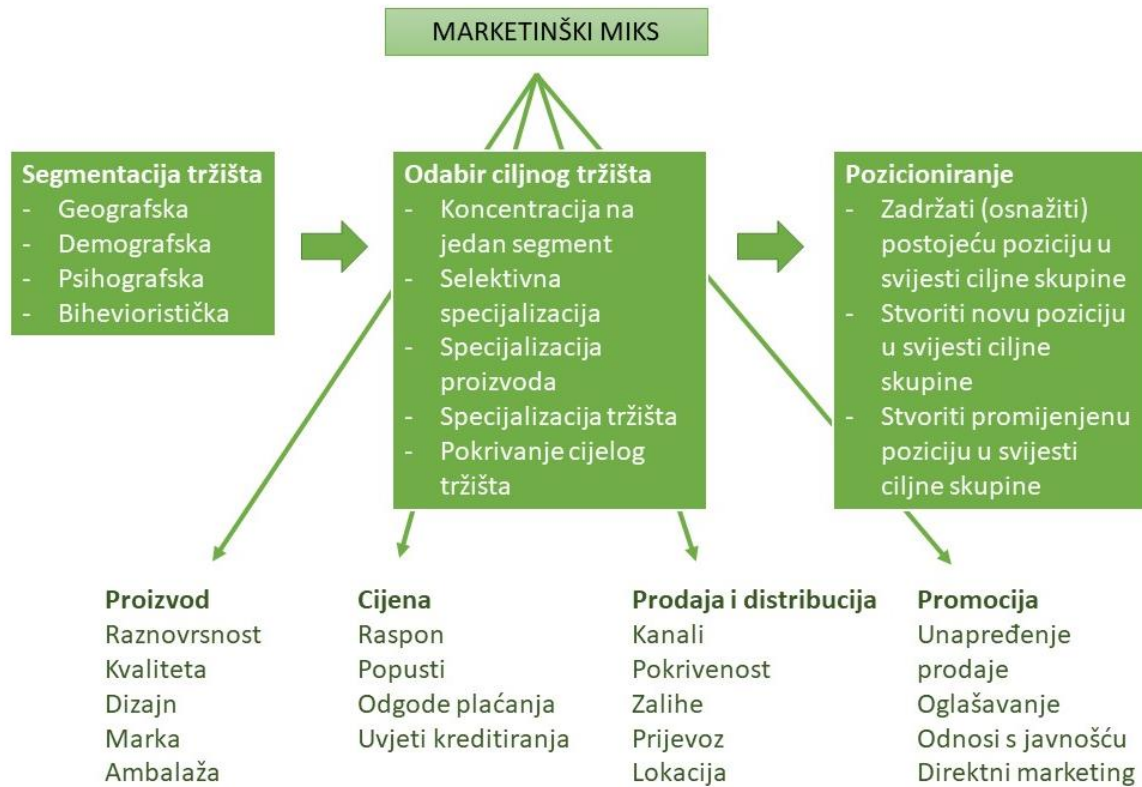 MARKETINŠKI MIKS
Segmentacija tržišta
- Geografska
- Demografska
- Psihografska
- Bihevioristička
Odabir ciljnog tržišta
- Koncentracija na
jedan segment
- Selektivna
specijalizacija
- Specijalizacija
proizvoda
- Specijalizacija tržišta
- Pokrivanje cijelog
tržišta
Pozicioniranje
- Zadržati (osnažiti)
postojeću poziciju u
svijesti ciljne skupine
- Stvoriti novu poziciju
u svijesti ciljne
skupine
- Stvoriti promijenjenu
poziciju u svijesti
ciljne skupine
Proizvod
Raznovrsnost
Kvaliteta
Dizajn
Marka
Ambalaža
Cijena
Raspon
Popusti
Odgode plaćanja
Uvjeti kreditiranja
Prodaja i distribucija
Kanali
Pokrivenost
Zalihe
Prijevoz
Lokacija
Promocija
Unapređenje
prodaje
Oglašavanje
Odnosi s javnošću
Direktni marketing